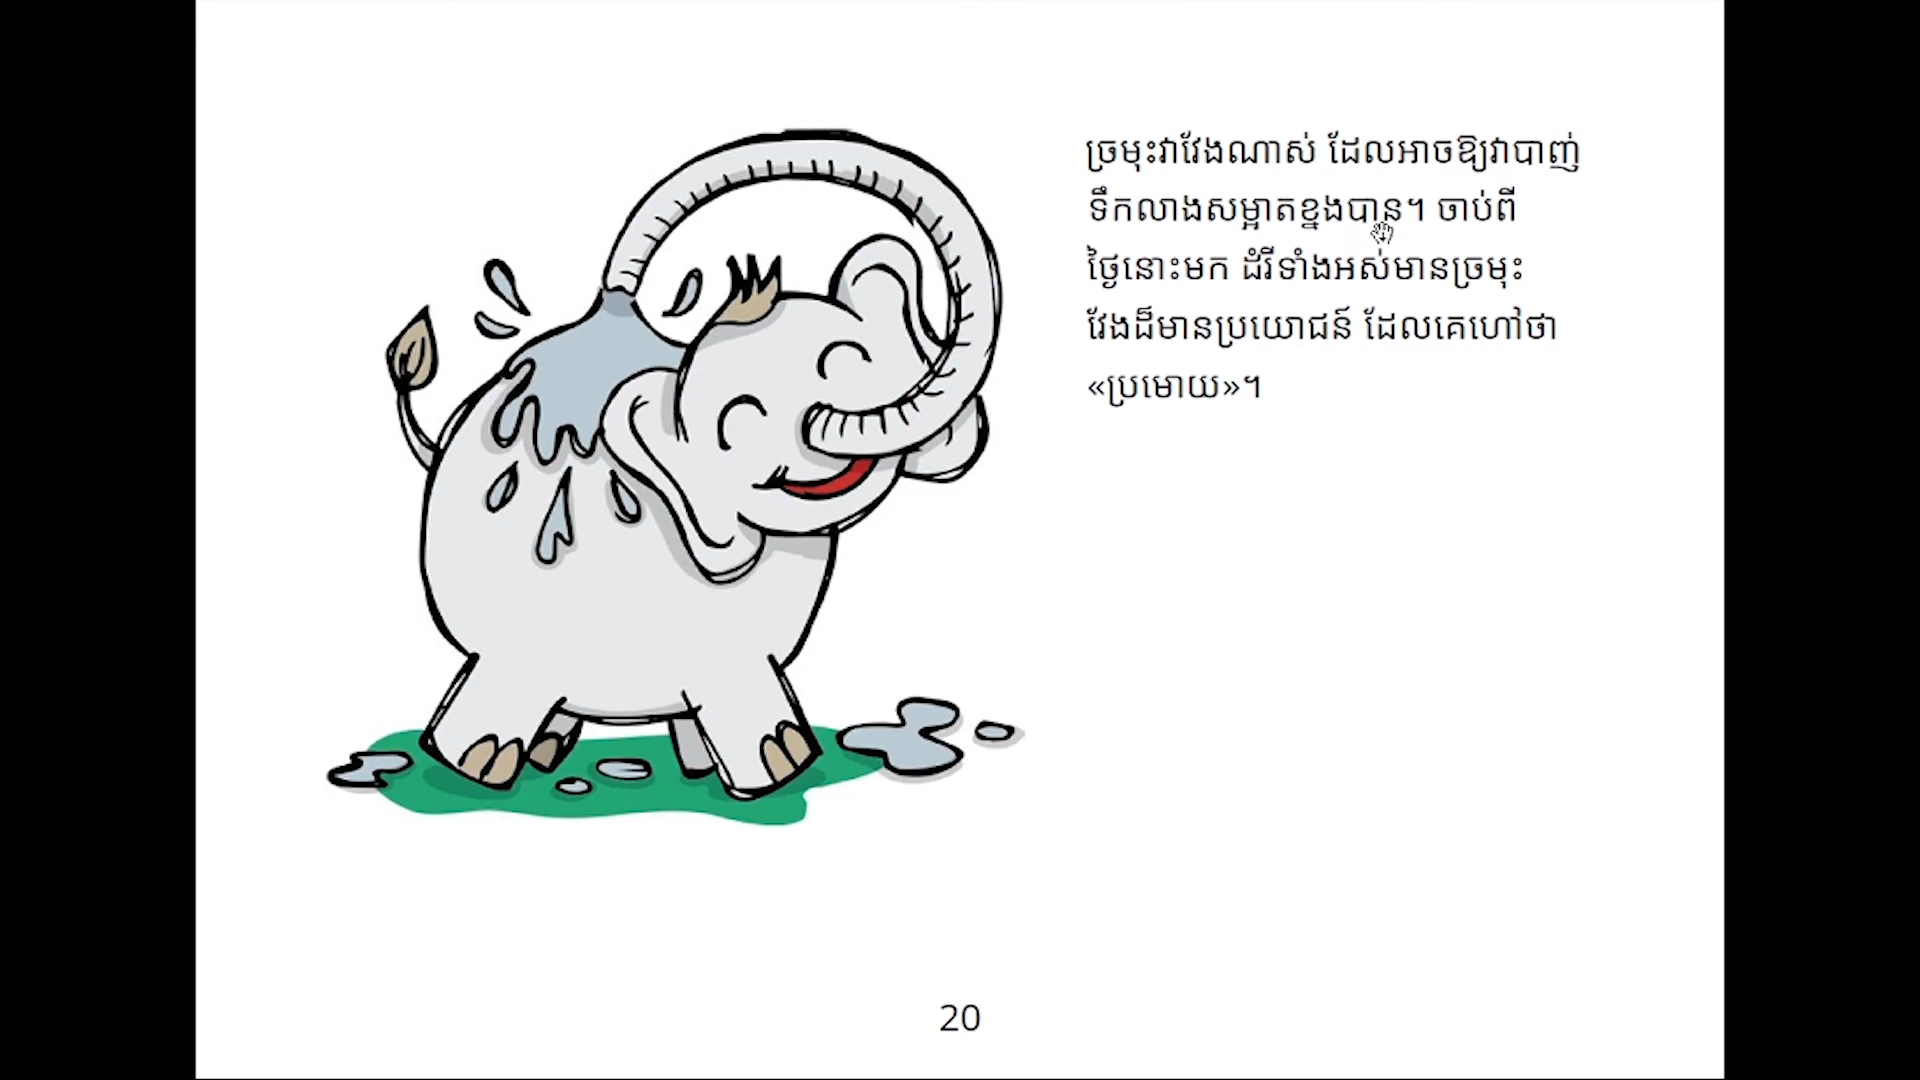 ច្រមុះវាវែងណាស់ ដែលអាចឱ្យវាបាញ់
ទឹកលាងសម្អាតខ្នងបាន។ ចាប់ពី
ថ្ងៃនោះមក ដំរីទាំងអស់មានច្រមុះ
វែងដ៏មានប្រយោជន៍ ដែលគេហៅថា
«ប្រមោយ»។
20